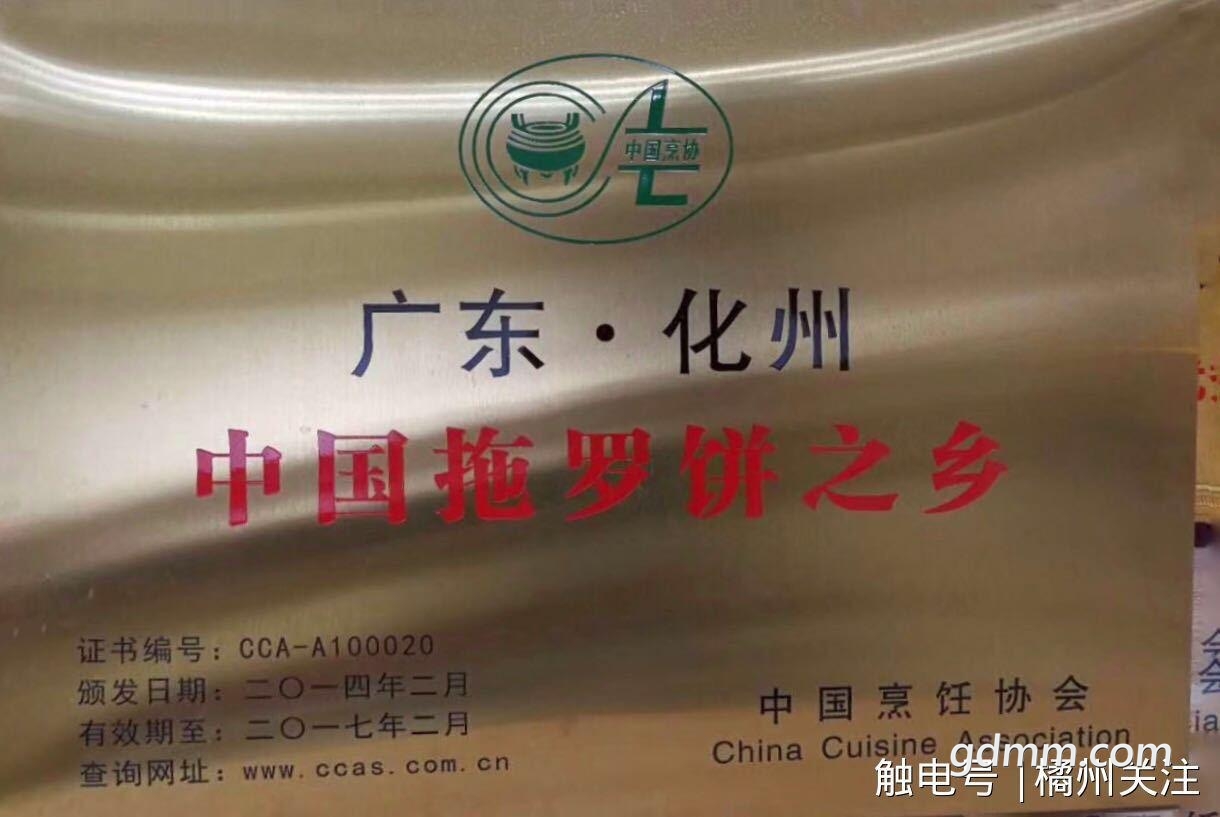 中国烹协
广东·化州
中国拖罗饼之乡
证书编号：CCA-A100020
颁发日期：二〇一四年二月
有效期至：二〇一七年二月
查询网址：www.ccas.com.cn
中国烹饪协会
China Cuisine Association
gdmm.com
触电号 | 橘州关注